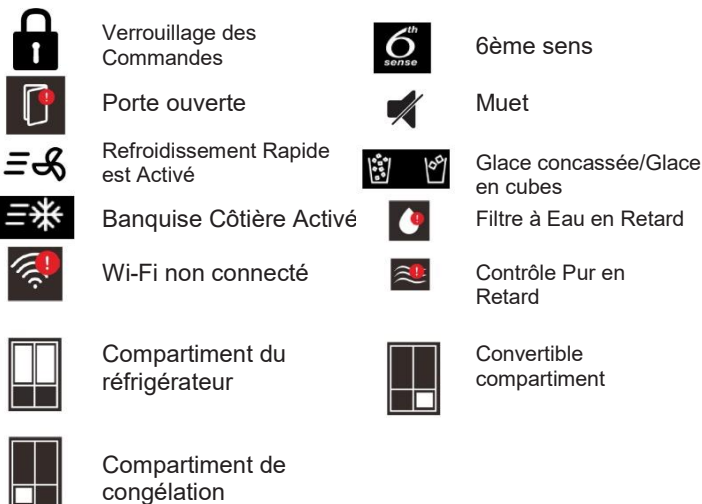 Verrouillage des
Commandes
6th
sense
6ème sens
Porte ouverte
Muet
Refroidissement Rapide
est Activé
Glace concassée/Glace
en cubes
Banquise Côtière Activé
Filtre à Eau en Retard
Wi-Fi non connecté
Contrôle Pur en
Retard
Compartiment du
réfrigérateur
Convertible
compartiment
Compartiment de
congélation